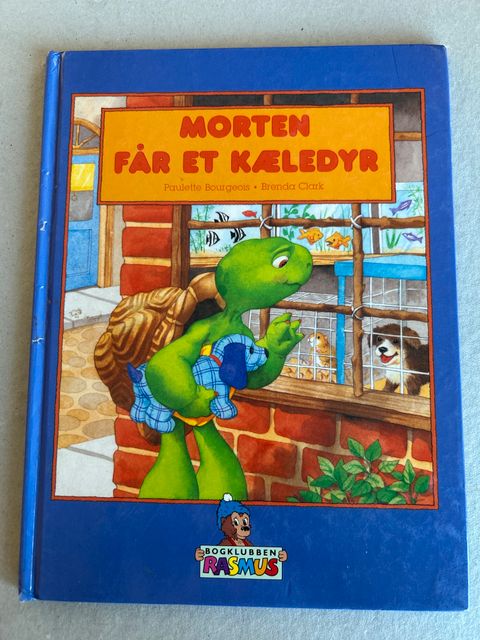 MORTEN
FÅR ET KÆLEDYR
Paulette Bourgeois • Brenda Clark
BOGKLUBBEN
RASMUS